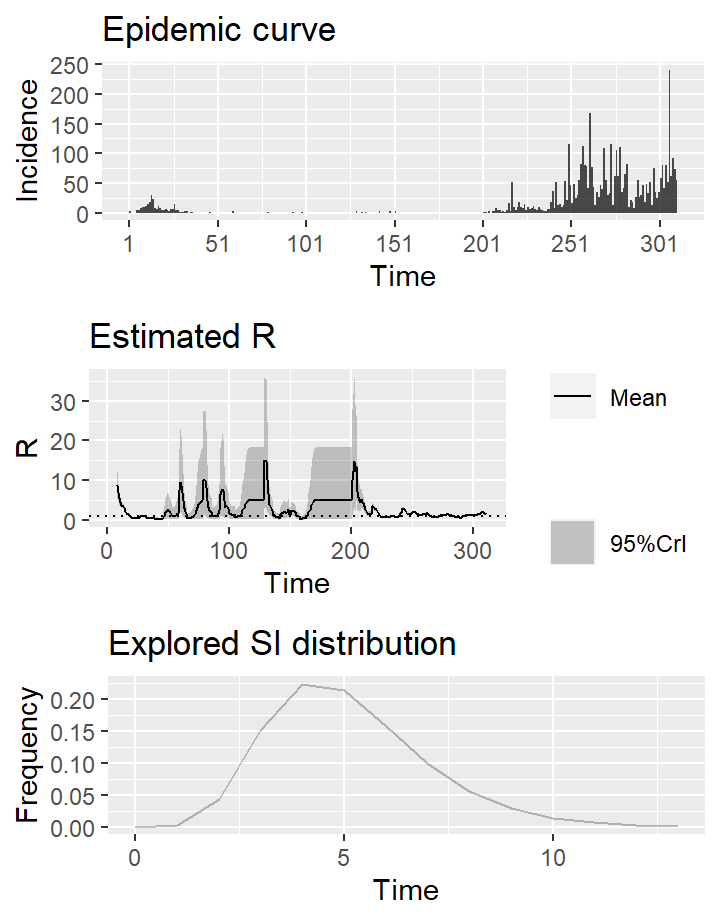 Epidemic curve
250
200
150
100
50
0
Incidence
1 51 101 151 201 251 301
Time
Estimated R
30
20
10
0
R
0 100 200 300
Time
Mean
95%CrI
Explored SI distribution
0.20
0.15
0.10
0.05
0.00
Frequency
0 5 10
Time